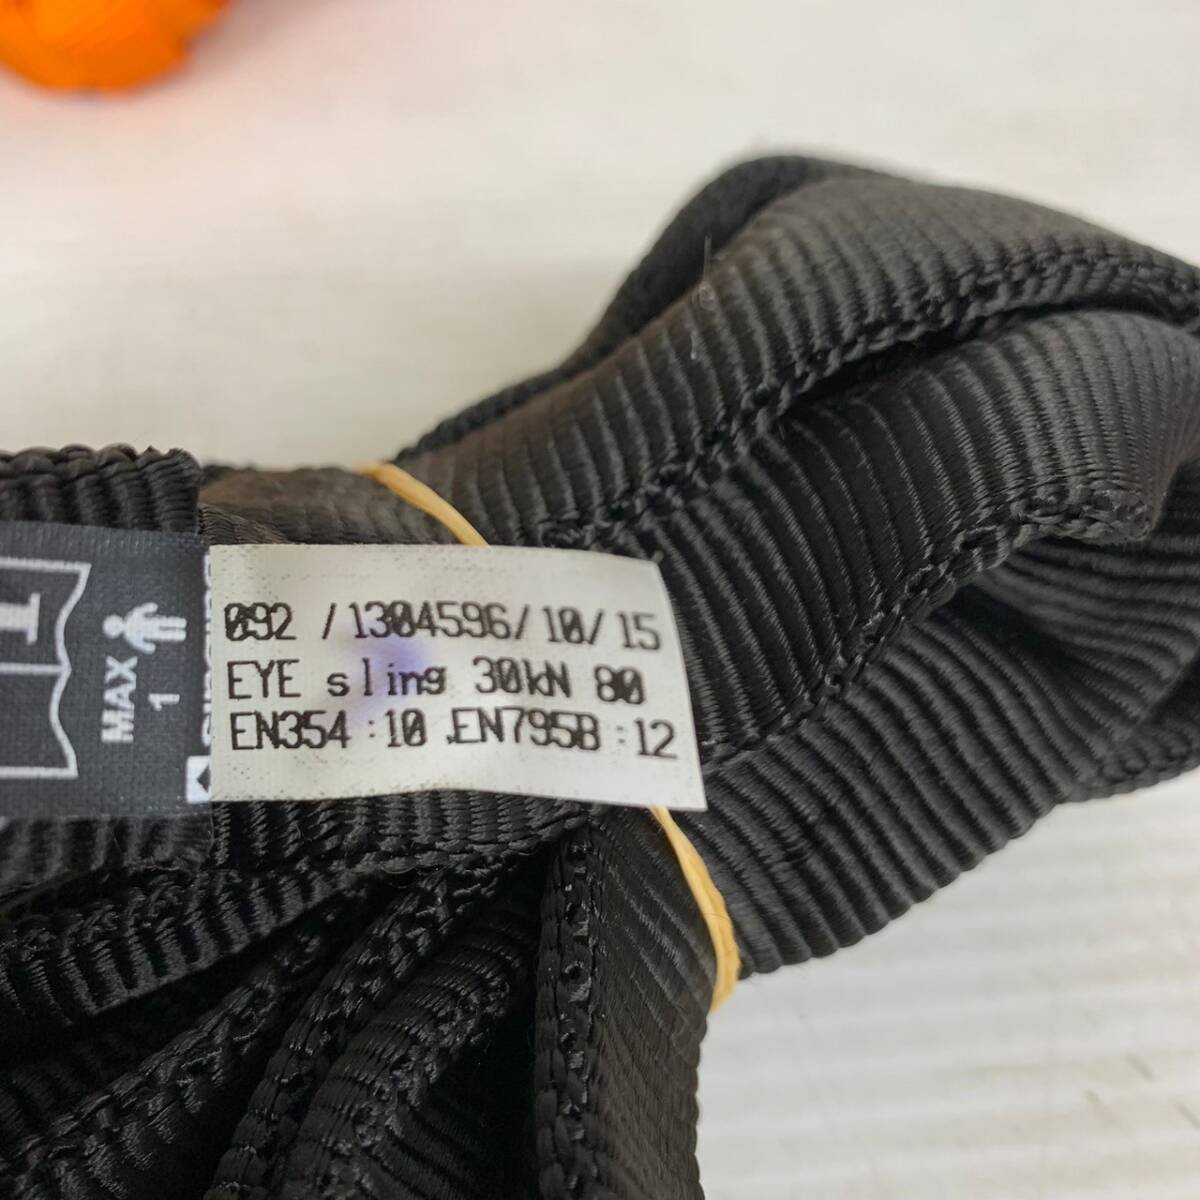 092 /1304596/10/15
EYE sling 30kN 80
EN354 :10 .EN795B :12
MAX
1